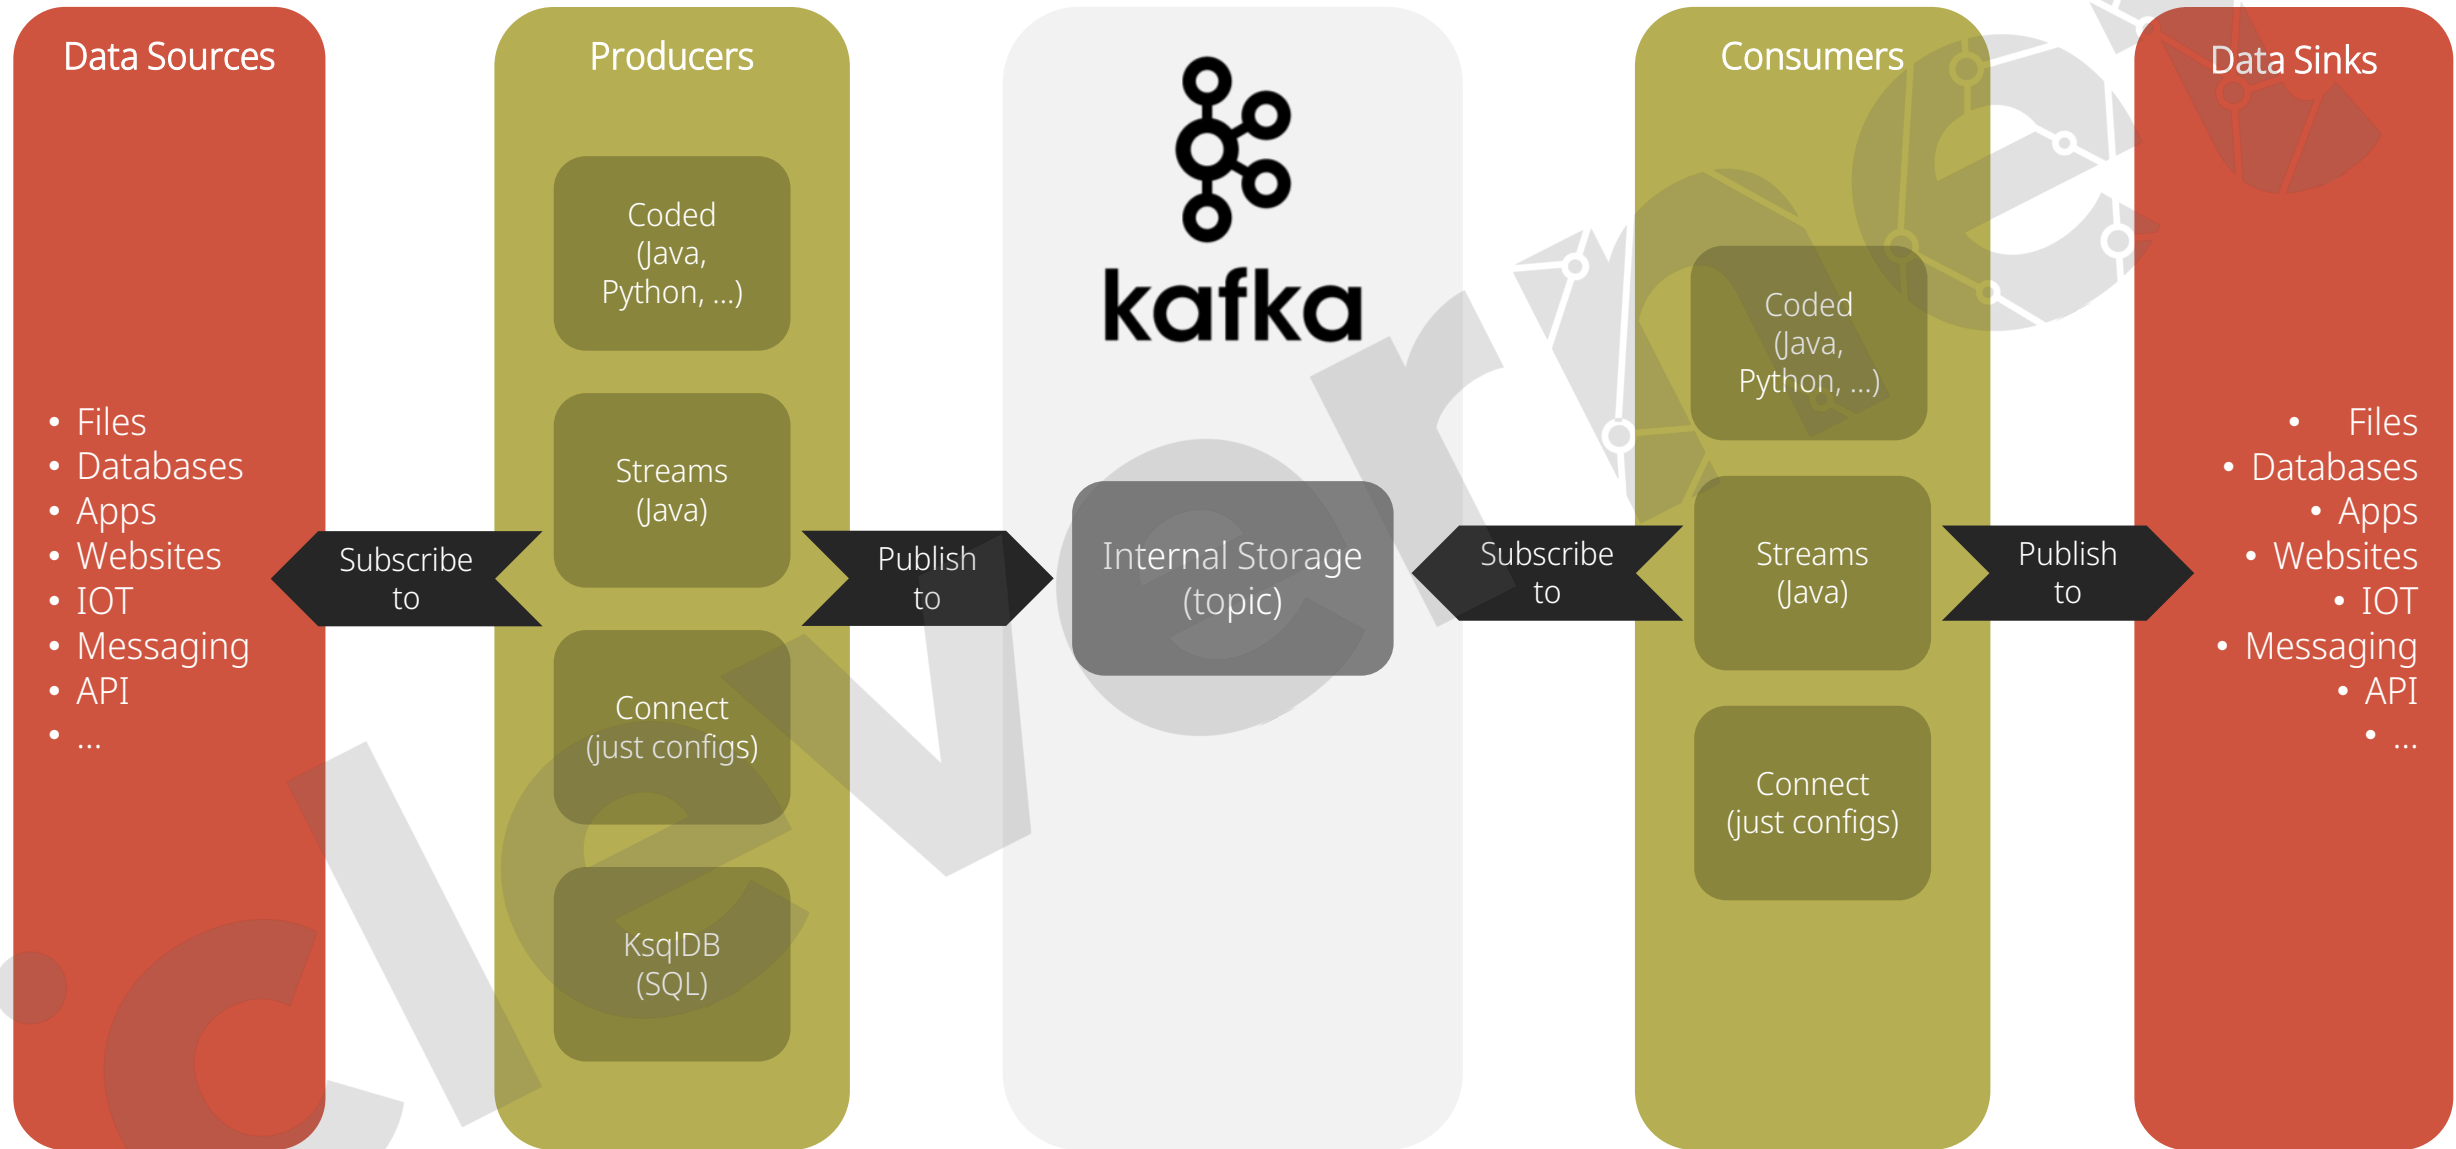 Data Sources
• Files
• Databases
• Apps
• Websites
• IOT
• Messaging
• API
• ...
Subscribe
to
Producers
Coded
(Java,
Python, ...)
Streams
(Java)
Connect
(just configs)
KsqlDB
(SQL)
Publish
to
kafka
Internal Storage
(topic)
Subscribe
to
Consumers
Coded
(Java,
Python, ...)
Streams
(Java)
Connect
(just configs)
Publish
to
Data Sinks
• Files
• Databases
• Apps
• Websites
• IOT
• Messaging
• API
• ...